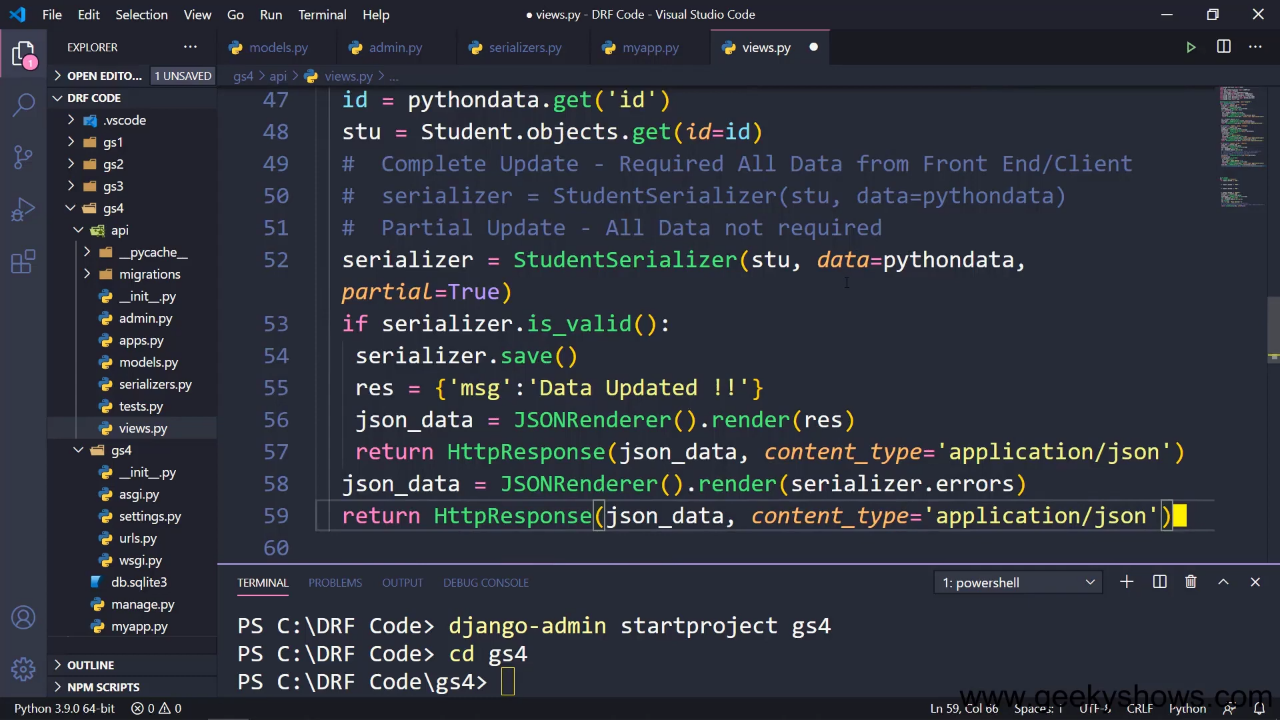 File Edit Selection View Go Run Terminal Help
● views.py - DRF Code - Visual Studio Code
EXPLORER ...
models.py admin.py serializers.py myapp.py views.py
1
OPEN EDITO... 1 UNSAVED
gs4 > api > views.py > ...
DRF CODE
.vscode
gs1
gs2
gs3
gs4
api
__pycache__
migrations
__init__.py
admin.py
apps.py
models.py
serializers.py
tests.py
views.py
gs4
__init__.py
asgi.py
settings.py
urls.py
wsgi.py
db.sqlite3
manage.py
myapp.py
OUTLINE
NPM SCRIPTS
47 id = pythondata.get('id')
48 stu = Student.objects.get(id=id)
49 #  Complete Update - Required All Data from Front End/Client
50 #  serializer = StudentSerializer(stu, data=pythondata)
51 #  Partial Update - All Data not required
52 serializer = StudentSerializer(stu, data=pythondata,
partial=True)
53 if serializer.is_valid():
54 serializer.save()
55 res = {'msg':'Data Updated !!'}
56 json_data = JSONRenderer().render(res)
57 return HttpResponse(json_data, content_type='application/json')
58 json_data = JSONRenderer().render(serializer.errors)
59 return HttpResponse(json_data, content_type='application/json')
60
TERMINAL PROBLEMS OUTPUT DEBUG CONSOLE 1: powershell
PS C:\DRF Code> django-admin startproject gs4
PS C:\DRF Code> cd gs4
PS C:\DRF Code\gs4>
www.geekyshows.com
Python 3.9.0 64-bit 0 0 Ln 59, Col 66 Spaces: 1 UTF-8 CRLF Python